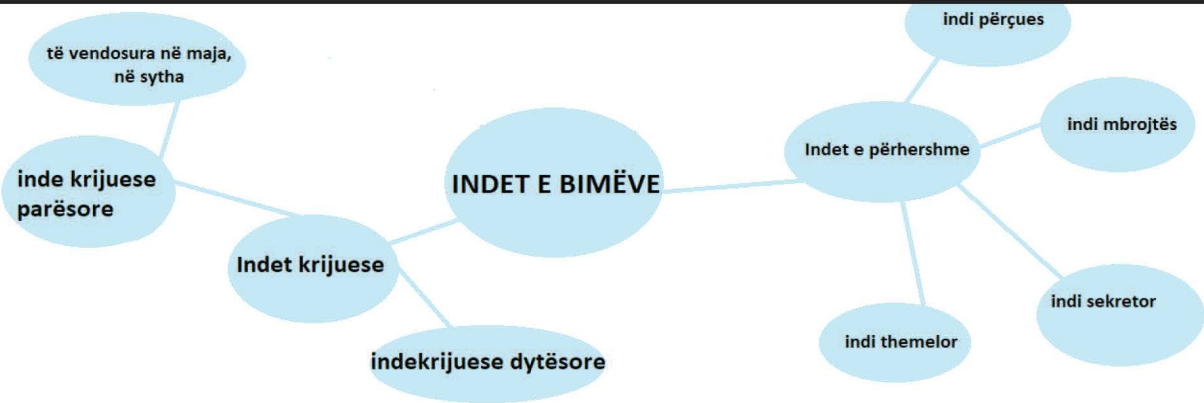 të vendosura në maja,
në sytha
inde krijuese
parësore
Indet krijuese
indekrijuese dytësore
INDET E BIMËVE
Indet e përhershme
indi përçues
indi mbrojtës
indi sekretor
indi themelor